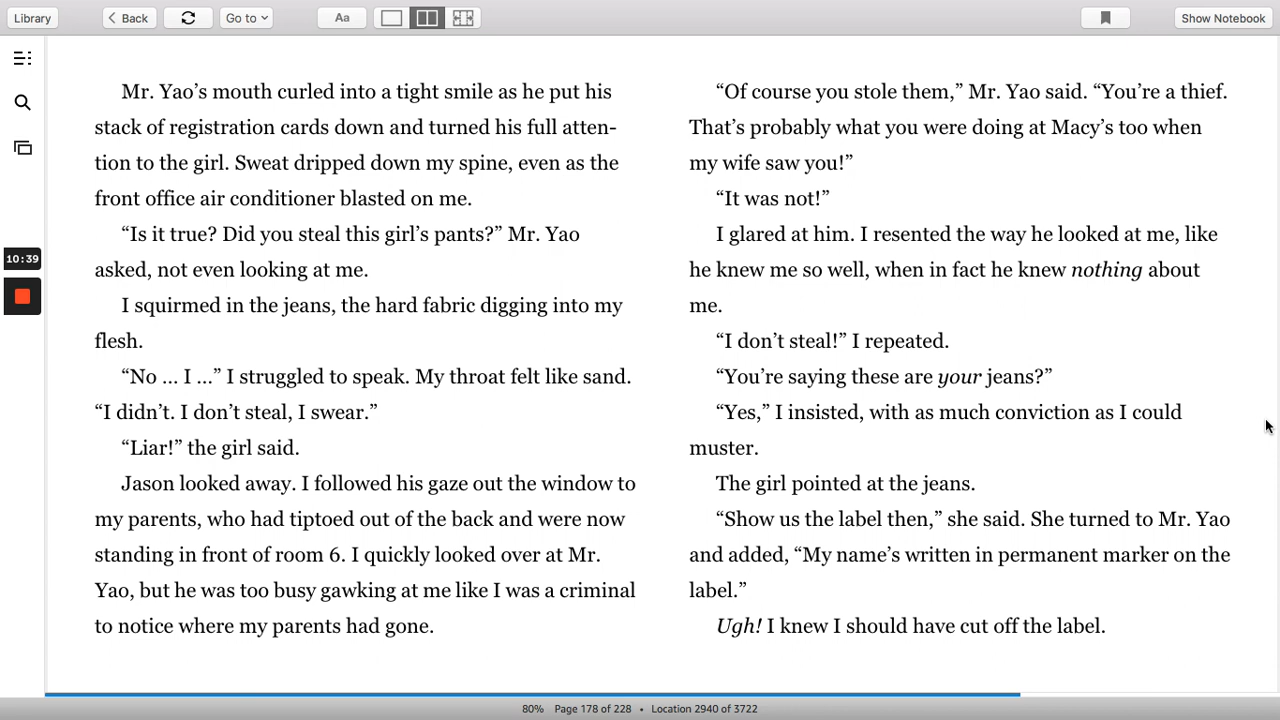 Library
Back
Go to
Aa
Show Notebook
10:39
Mr. Yao’s mouth curled into a tight smile as he put his
stack of registration cards down and turned his full atten-
tion to the girl. Sweat dripped down my spine, even as the
front office air conditioner blasted on me.
“Is it true? Did you steal this girl’s pants?” Mr. Yao
asked, not even looking at me.
I squirmed in the jeans, the hard fabric digging into my
flesh.
“No ... I ...” I struggled to speak. My throat felt like sand.
“I didn’t. I don’t steal, I swear.”
“Liar!” the girl said.
Jason looked away. I followed his gaze out the window to
my parents, who had tiptoed out of the back and were now
standing in front of room 6. I quickly looked over at Mr.
Yao, but he was too busy gawking at me like I was a criminal
to notice where my parents had gone.
“Of course you stole them,” Mr. Yao said. “You’re a thief.
That’s probably what you were doing at Macy’s too when
my wife saw you!”
“It was not!”
I glared at him. I resented the way he looked at me, like
he knew me so well, when in fact he knew nothing about
me.
“I don’t steal!” I repeated.
“You’re saying these are your jeans?”
“Yes,” I insisted, with as much conviction as I could
muster.
The girl pointed at the jeans.
“Show us the label then,” she said. She turned to Mr. Yao
and added, “My name’s written in permanent marker on the
label.”
Ugh! I knew I should have cut off the label.
80% Page 178 of 228 • Location 2940 of 3722